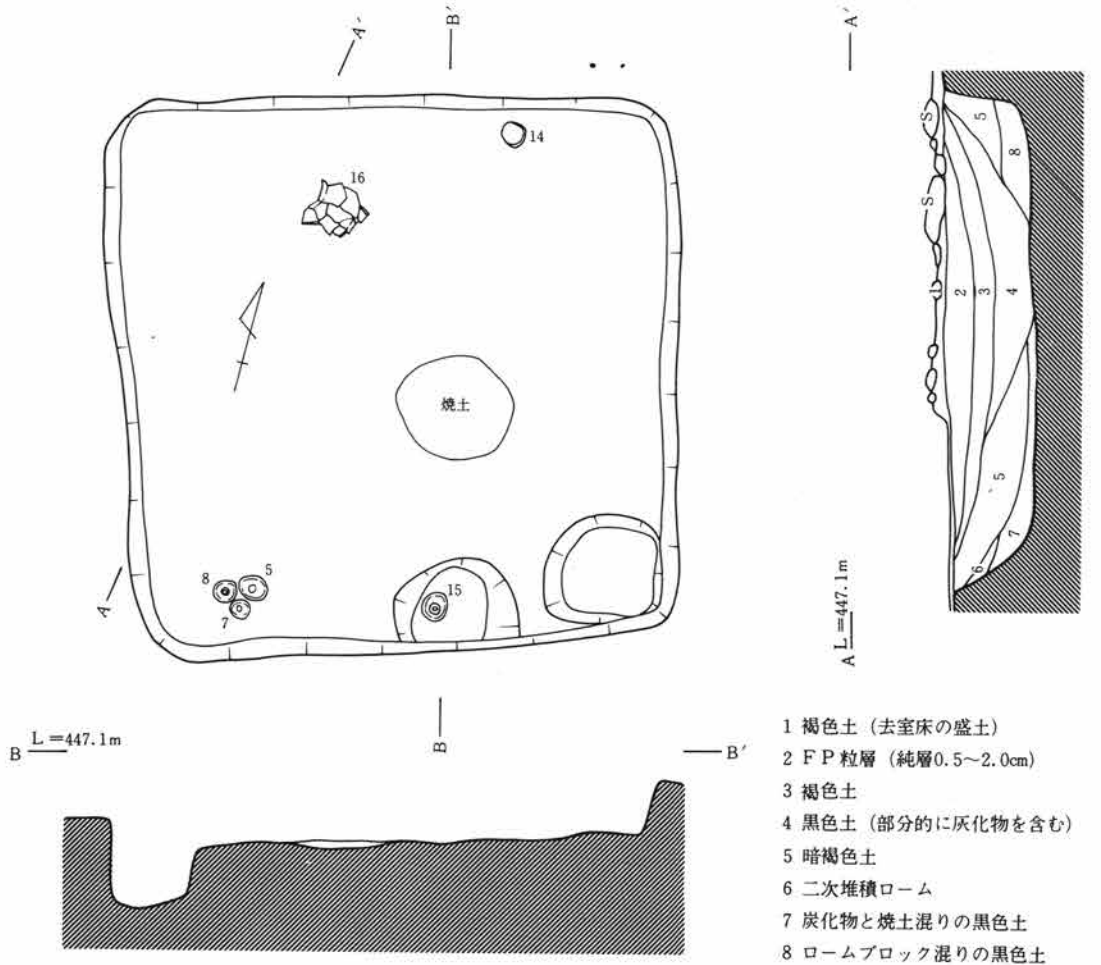 A′
B′
A′
14
16
5
8
S
S
1
2
3
4
焼土
5
7
6
8
5
15
7
A
B
A L=447.1m
B L=447.1m
B′
1 褐色土 (去室床の盛土)
2 FP粒層 (純層0.5〜2.0cm)
3 褐色土
4 黒色土 (部分的に灰化物を含む)
5 暗褐色土
6 二次堆積ローム
7 炭化物と焼土混りの黒色土
8 ロームブロック混りの黒色土